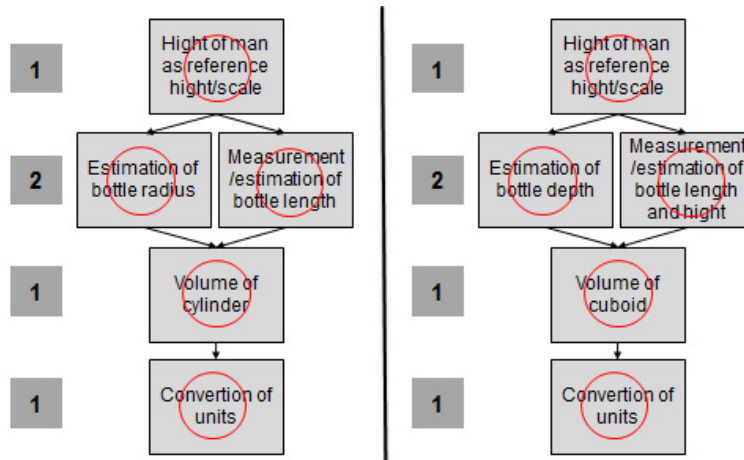 1
Hight of man
as reference
hight/scale
2
Estimation of
bottle radius
Measurement
/estimation of
bottle length
1
Volume of
cylinder
1
Convertion of
units
1
Hight of man
as reference
hight/scale
2
Estimation of
bottle depth
Measurement
/estimation of
bottle length
and hight
1
Volume of
cuboid
1
Convertion of
units